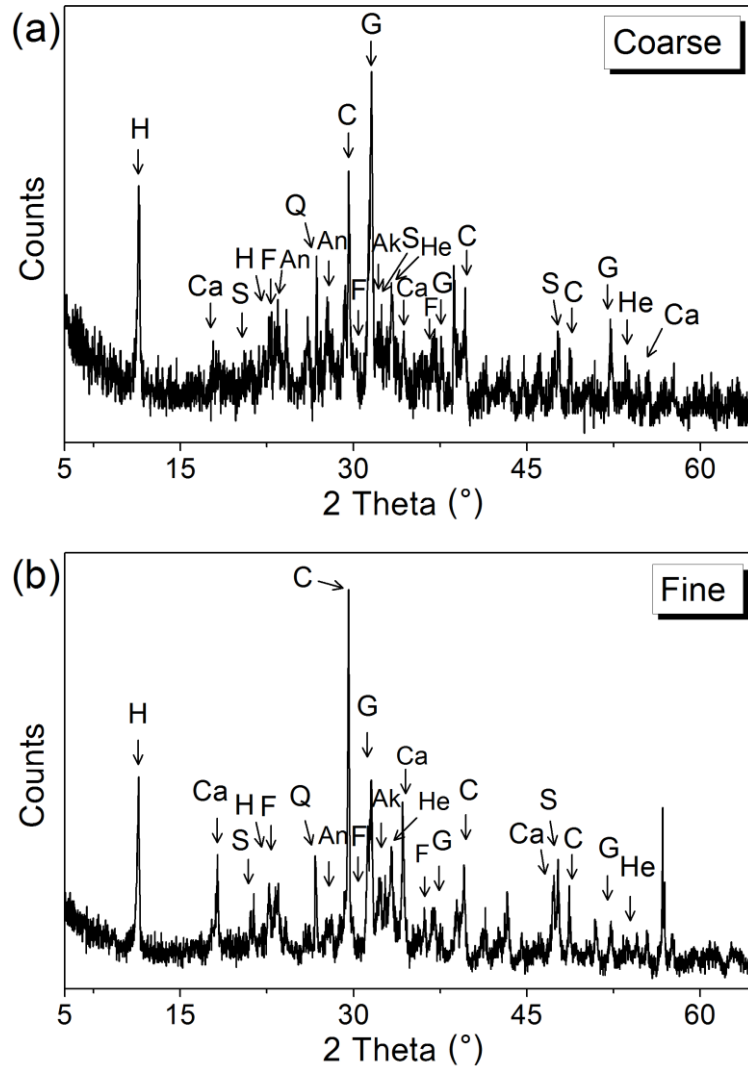 (a)
Coarse
G
C
H
Q
An
H F An
F
Ak
S
He
C
Ca
S
Ca
F G
S C
G
He
Ca
Counts
5 15 30 45 60
2 Theta (°)
(b)
Fine
C
H
G
Ca
Ca
H F
S
Q
An
F
Ak
He
C
F G
S
Ca
C
G
He
Counts
5 15 30 45 60
2 Theta (°)